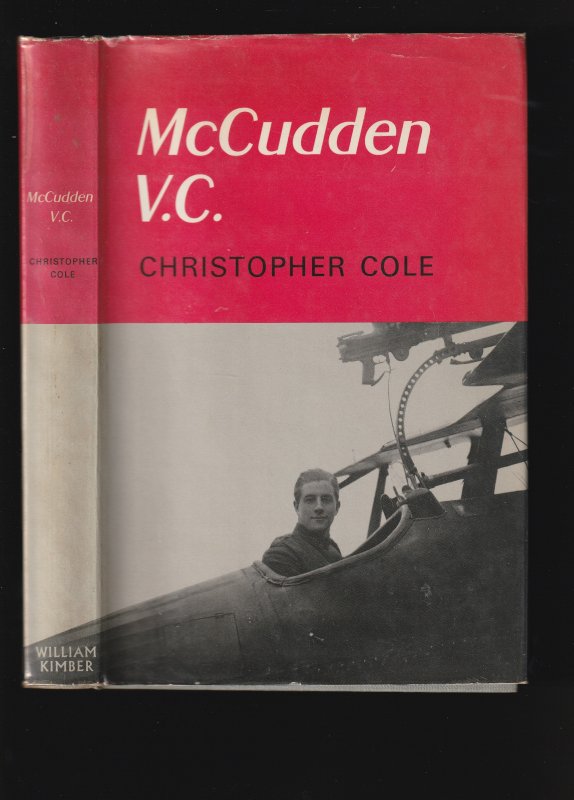 McCudden
V.C.
CHRISTOPHER
COLE
WILLIAM
KIMBER
McCudden
V.C.
CHRISTOPHER COLE